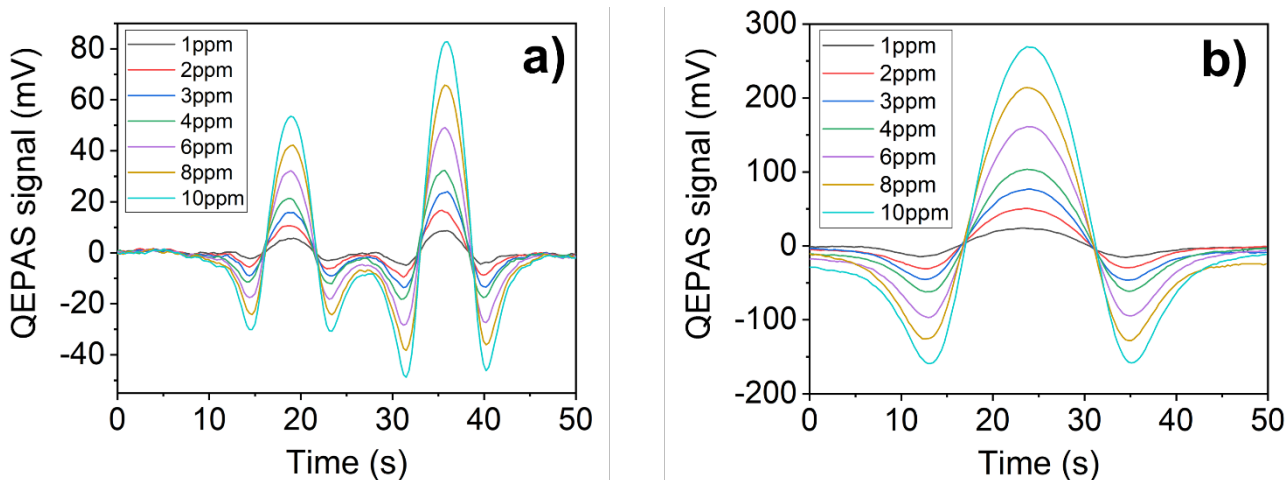 a)
QEPAS signal (mV)
80
60
40
20
0
-20
-40
1ppm
2ppm
3ppm
4ppm
6ppm
8ppm
10ppm
0 10 20 30 40 50
Time (s)
b)
QEPAS signal (mV)
300
200
100
0
-100
-200
1ppm
2ppm
3ppm
4ppm
6ppm
8ppm
10ppm
0 10 20 30 40 50
Time (s)